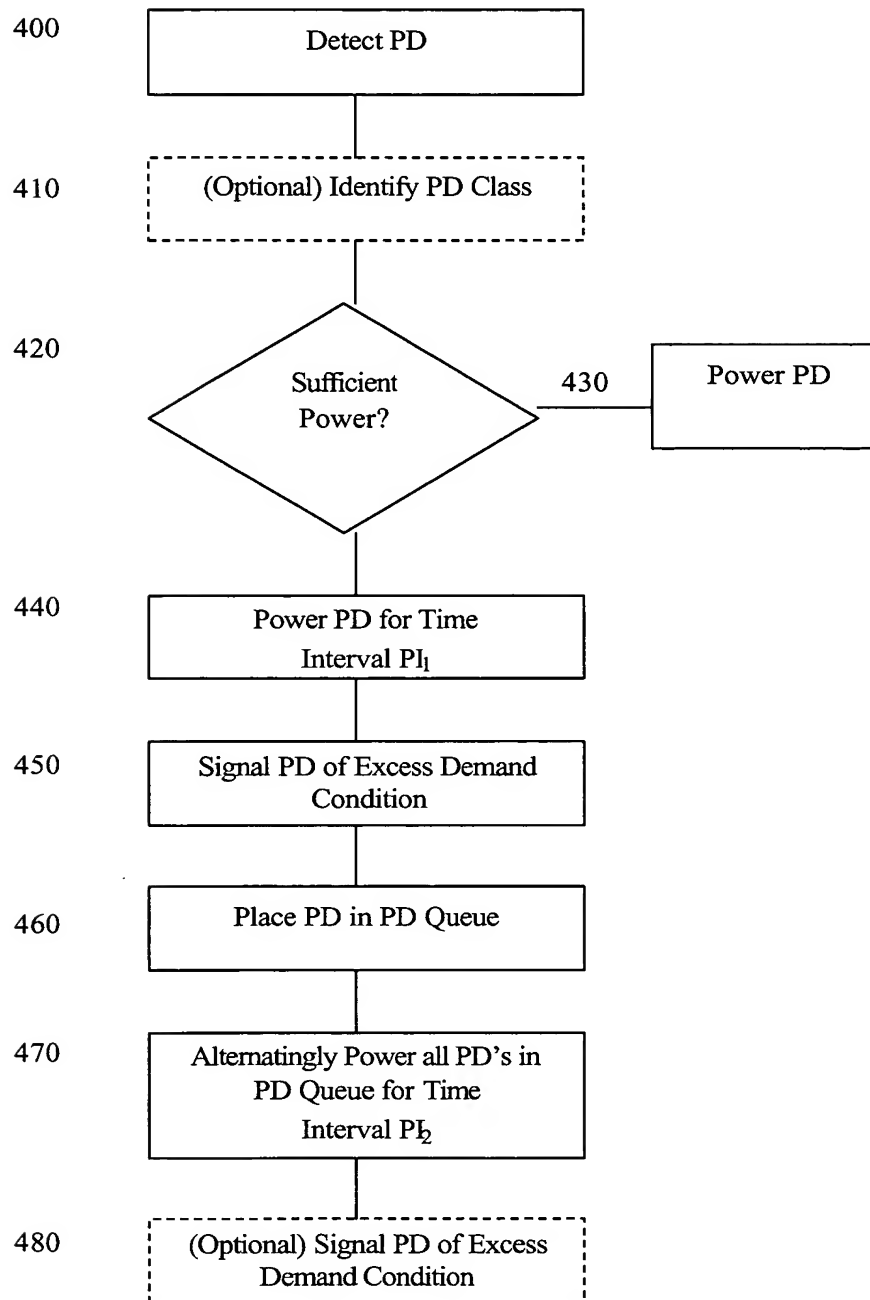 400
Detect PD
410
(Optional) Identify PD Class
420
Sufficient
Power?
430
Power PD
440
Power PD for Time
Interval PI₁
450
Signal PD of Excess Demand
Condition
460
Place PD in PD Queue
470
Alternatingly Power all PD's in
PD Queue for Time
Interval PI₂
480
(Optional) Signal PD of Excess
Demand Condition